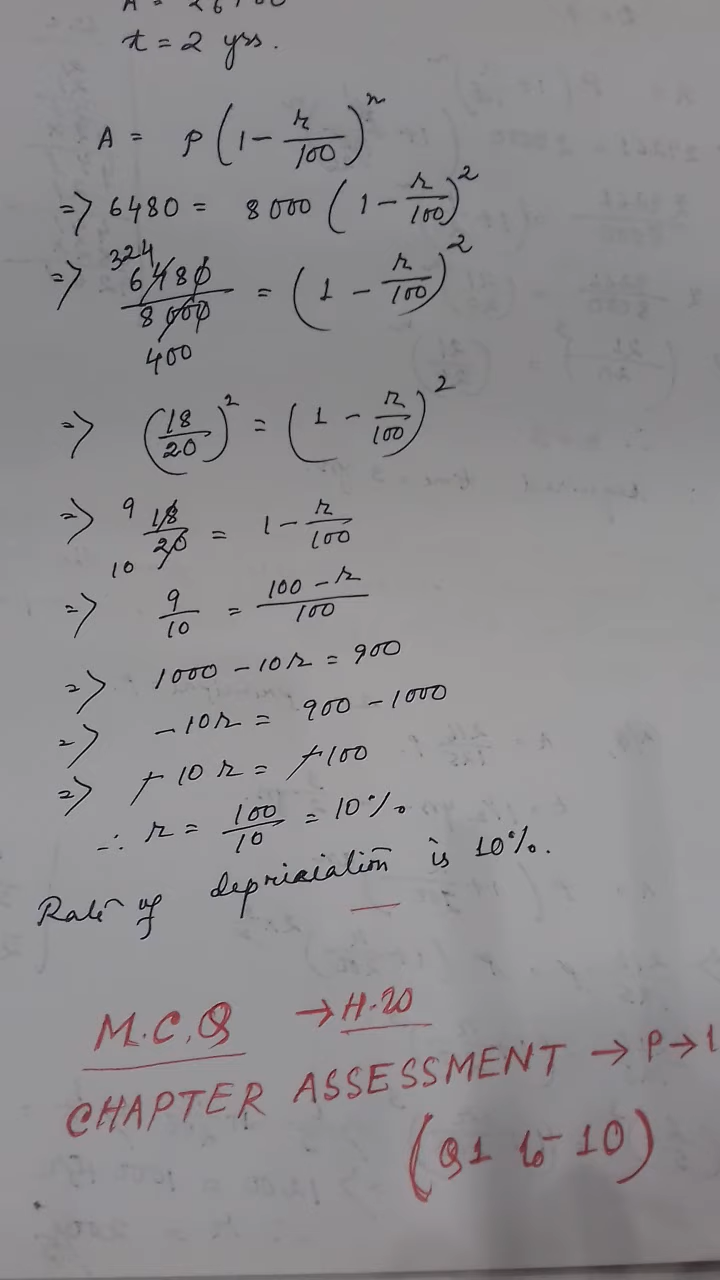 t = 2 yrs.
A = P(1 - r/100)^n
=> 6480 = 8000 (1 - r/100)^2
=> 324 6480/8000 400 = (1 - r/100)^2
=> (18/20)^2 = (1 - r/100)^2
=> 9 18/20 10 = 1 - r/100
=> 9/10 = 100 - r/100
=> 1000 - 10r = 900
=> - 10r = 900 - 1000
=> + 10 r = +100
∴ r = 100/10 = 10%
Rate of depriciation is 10%.
M.C.Q → H.W
CHAPTER ASSESSMENT → P → 1
(Q1 to 10)